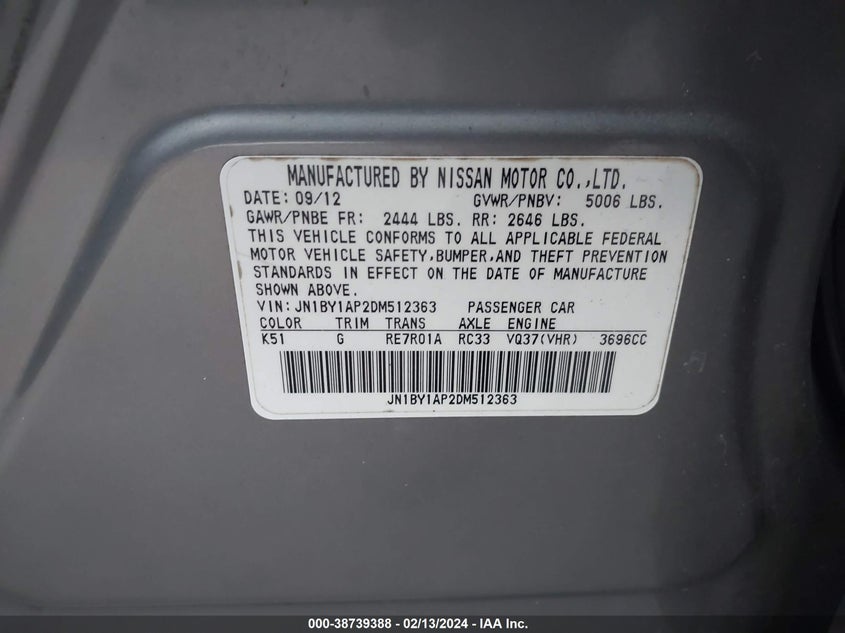 MANUFACTURED BY NISSAN MOTOR CO.,LTD.
DATE: 09/12 GVWR/PNBV: 5006 LBS.
GAWR/PNBE FR: 2444 LBS. RR: 2646 LBS.
THIS VEHICLE CONFORMS TO ALL APPLICABLE FEDERAL
MOTOR VEHICLE SAFETY,BUMPER,AND THEFT PREVENTION
STANDARDS IN EFFECT ON THE DATE OF MANUFACTURE
SHOWN ABOVE.
VIN:JN1BY1AP2DM512363 PASSENGER CAR
COLOR TRIM TRANS AXLE ENGINE
K51 G RE7R01A RC33 VQ37(VHR) 3696CC
JN1BY1AP2DM512363
000-38739388 - 02/13/2024 - IAA Inc.